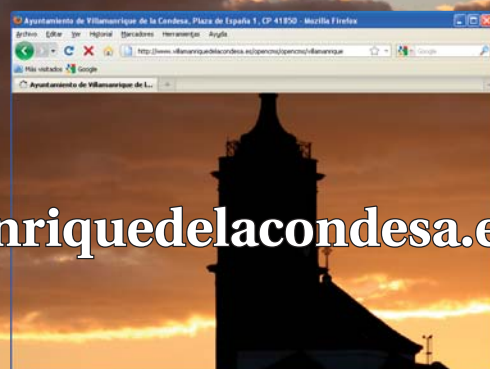 Ayuntamiento de Villamanrique de la Condesa, Plaza de España 1, CP 41850 - Mozilla Firefox
Archivo Editar Ver Historial Marcadores Herramientas Ayuda
http://www.villamanriquedelacondesa.es/opencms/opencms/villamanrique Google
Más visitados Google
Ayuntamiento de Villamanrique de l...
nriquedelacondesa.e